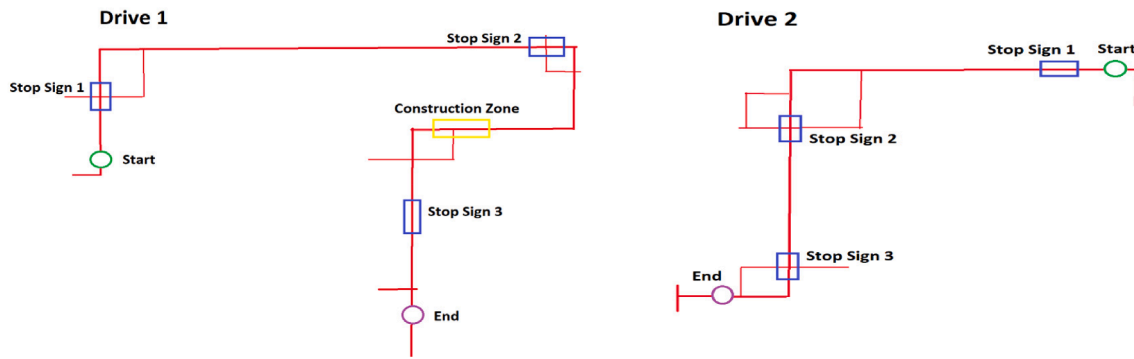 Drive 1
Stop Sign 2
Stop Sign 1
Construction Zone
Start
Stop Sign 3
End
Drive 2
Stop Sign 1
Start
Stop Sign 2
Stop Sign 3
End